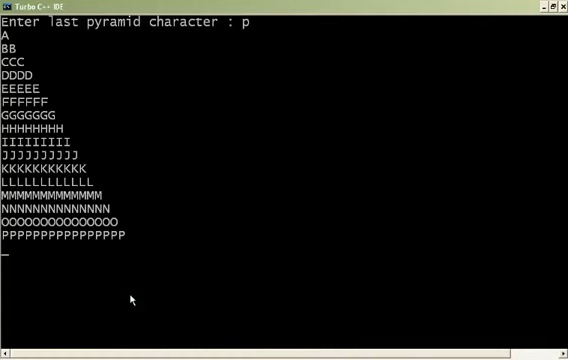 Turbo C++ IDE
Enter last pyramid character : p
A
BB
CCC
DDDD
EEEEE
FFFFFF
GGGGGGG
HHHHHHHH
IIIIIIIII
JJJJJJJJJJ
KKKKKKKKKKK
LLLLLLLLLLLL
MMMMMMMMMMMMM
NNNNNNNNNNNNNN
OOOOOOOOOOOOOOO
PPPPPPPPPPPPPPPP